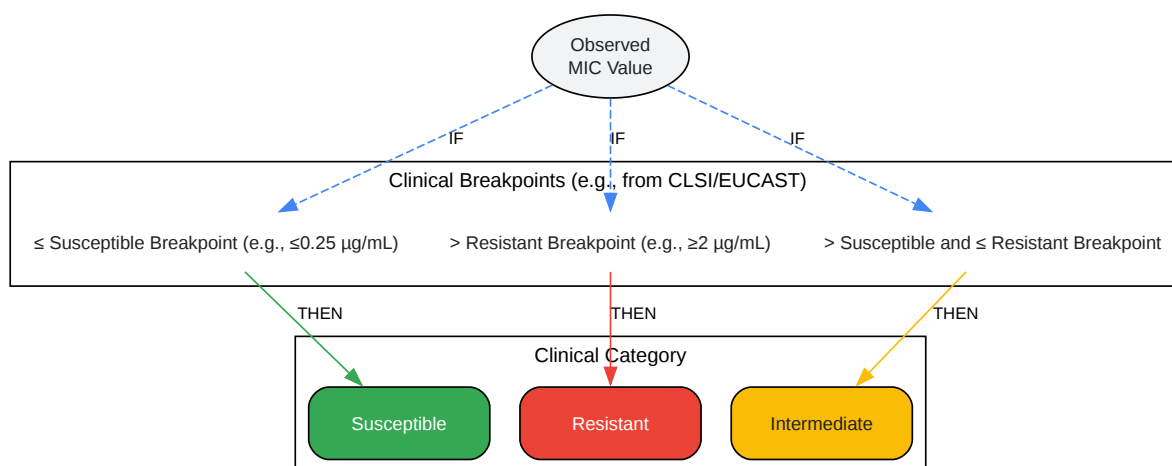 Observed
MIC Value
IF
IF
IF
Clinical Breakpoints (e.g., from CLSI/EUCAST)
≤ Susceptible Breakpoint (e.g., ≤0.25 µg/mL)
> Resistant Breakpoint (e.g., ≥2 µg/mL)
> Susceptible and ≤ Resistant Breakpoint
THEN
THEN
THEN
Clinical Category
Susceptible
Resistant
Intermediate